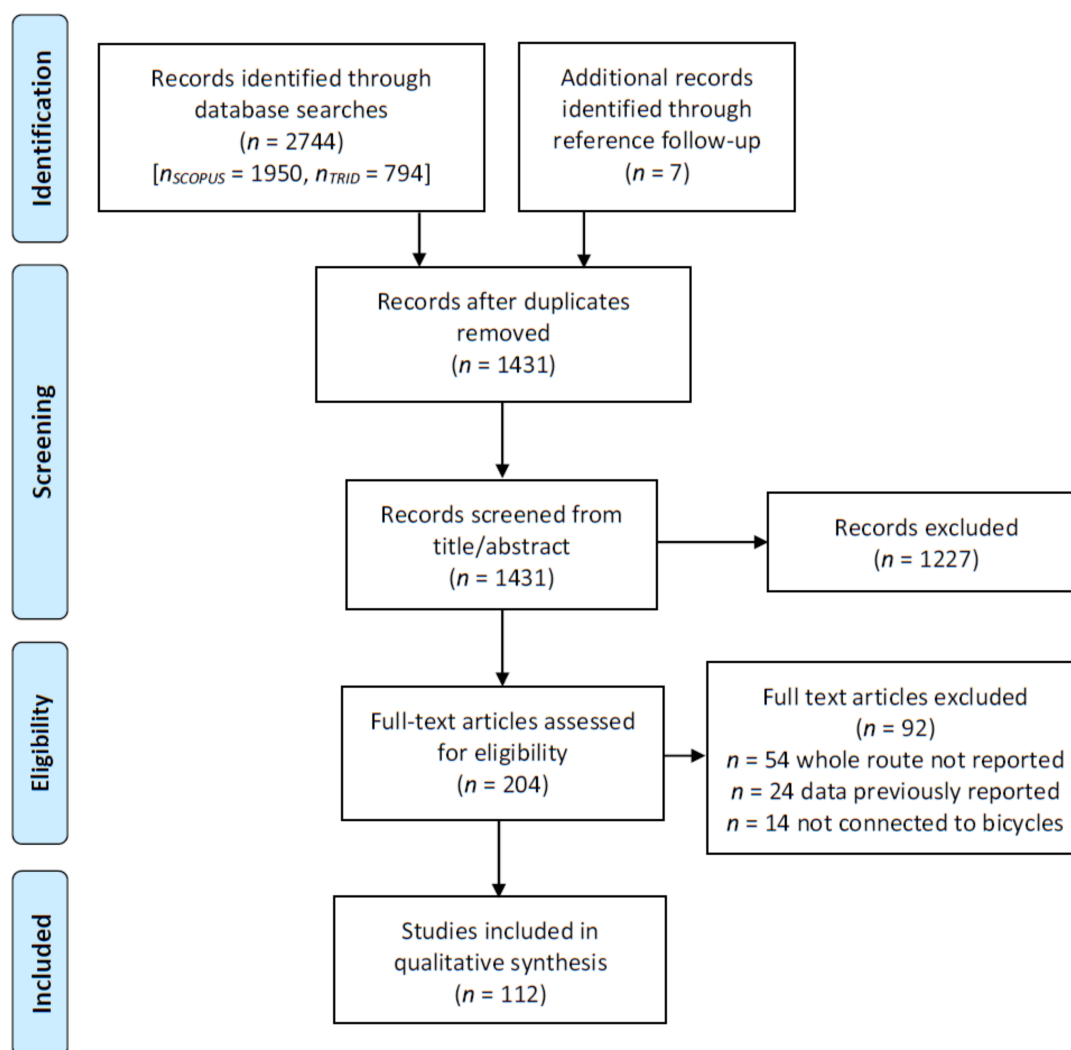 Identification
Records identified through
database searches
(n = 2744)
[nSCOPUS = 1950, nTRID = 794]
Additional records
identified through
reference follow-up
(n = 7)
Screening
Records after duplicates
removed
(n = 1431)
Records screened from
title/abstract
(n = 1431)
Records excluded
(n = 1227)
Eligibility
Full-text articles assessed
for eligibility
(n = 204)
Full text articles excluded
(n = 92)
n = 54 whole route not reported
n = 24 data previously reported
n = 14 not connected to bicycles
Included
Studies included in
qualitative synthesis
(n = 112)